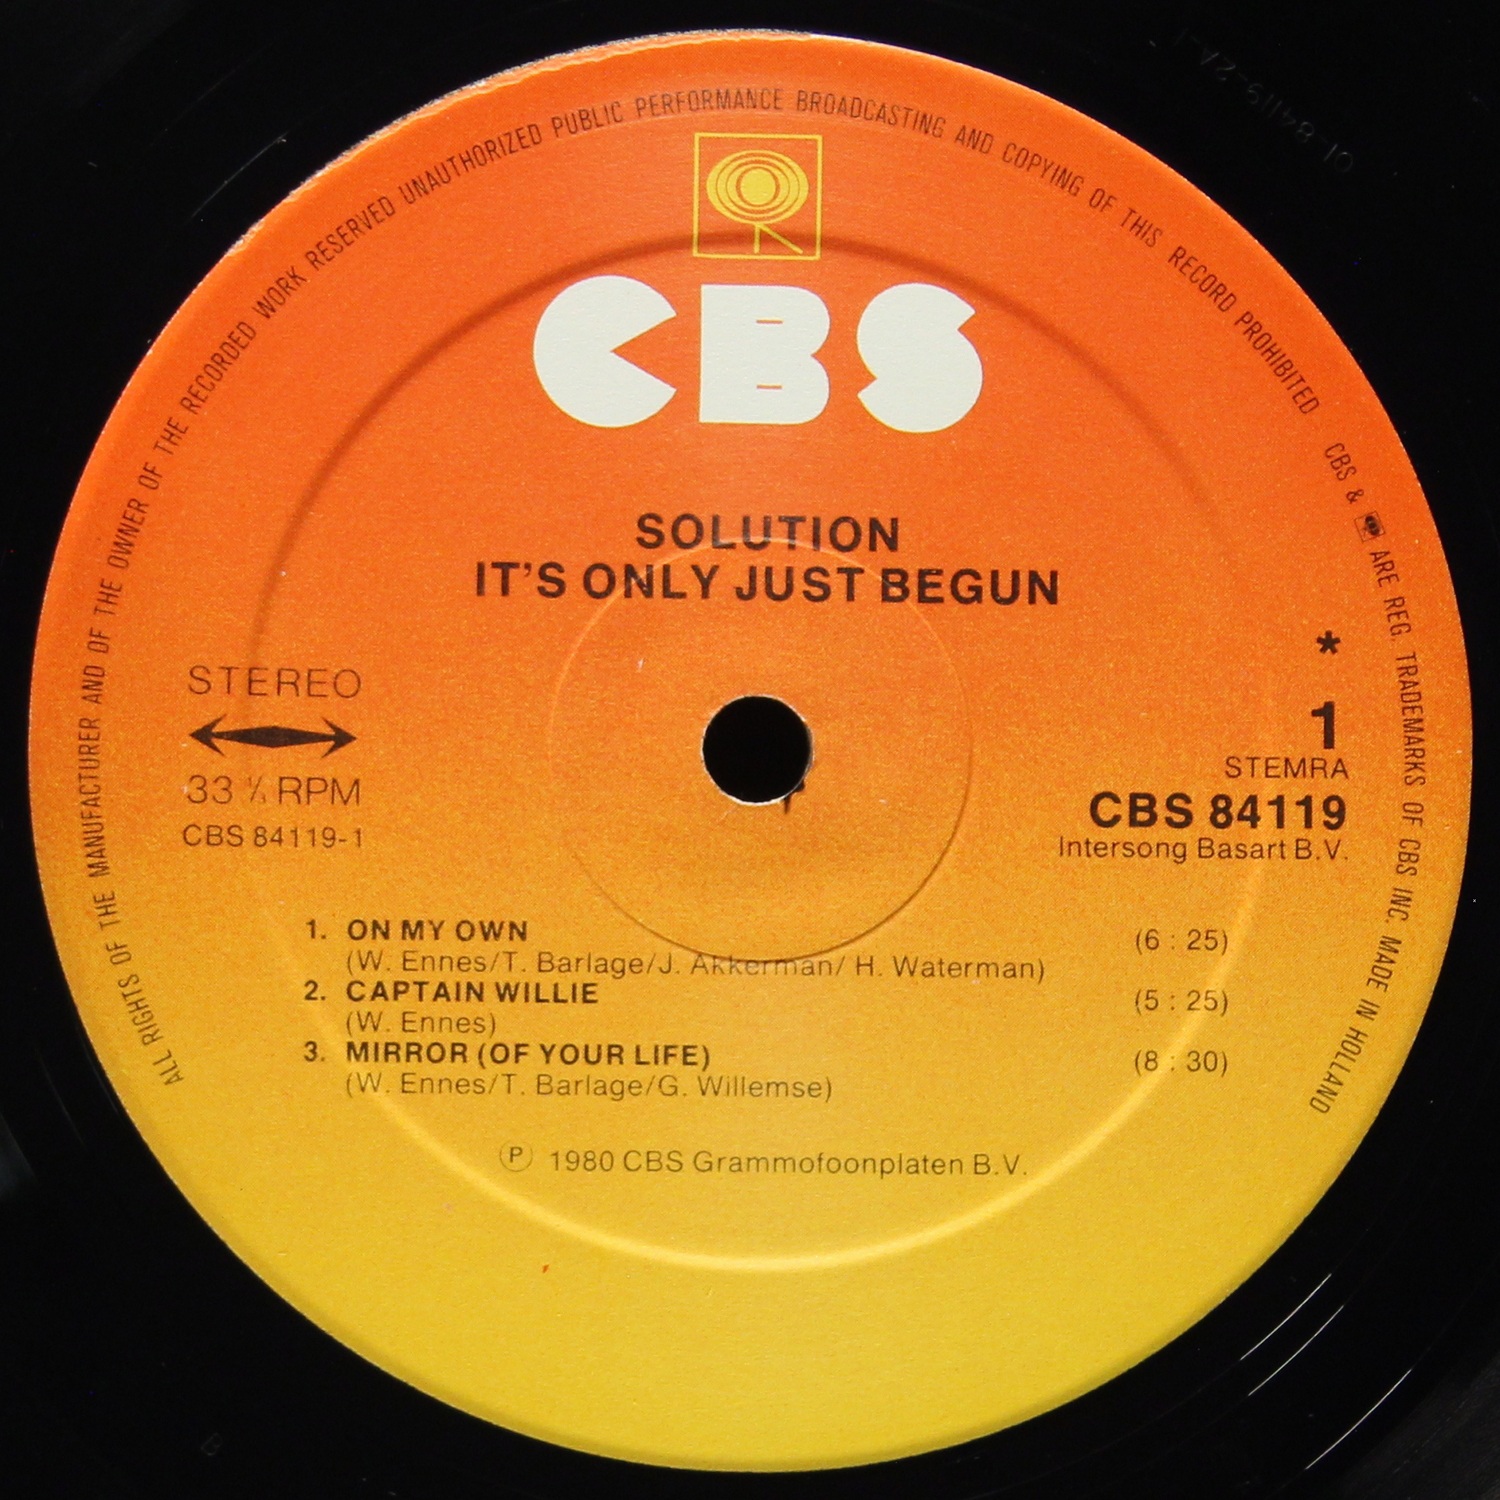 ALL RIGHTS OF THE MANUFACTURER AND OF THE OWNER OF THE RECORDED WORK RESERVED UNAUTHORIZED PUBLIC PERFORMANCE BROADCASTING AND COPYING OF THIS RECORD PROHIBITED CBS & ARE REG. TRADEMARKS OF CBS INC. MADE IN HOLLAND
CBS
SOLUTION
IT'S ONLY JUST BEGUN
STEREO
33 ⅓ RPM
CBS 84119-1
*
1
STEMRA
CBS 84119
Intersong Basart B.V.
1. ON MY OWN (6 : 25)
(W. Ennes/T. Barlage/J. Akkerman/ H. Waterman)
2. CAPTAIN WILLIE (5 : 25)
(W. Ennes)
3. MIRROR (OF YOUR LIFE) (8 : 30)
(W. Ennes/T. Barlage/G. Willemse)
Ⓟ 1980 CBS Grammofoonplaten B.V.